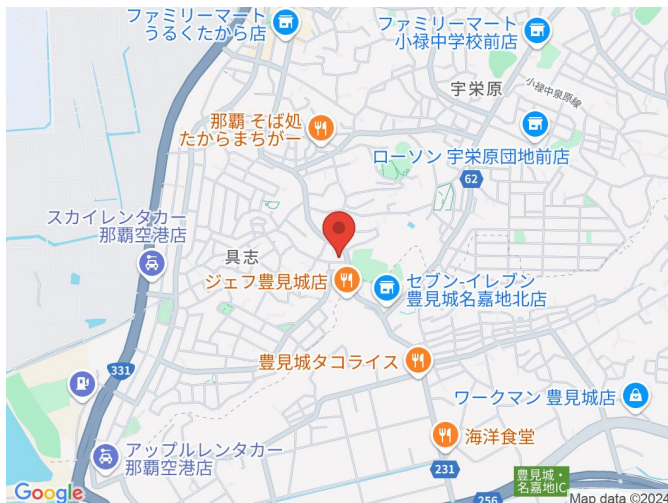 ファミリーマート
うるくたから店
ファミリーマート
小禄中学校前店
宇栄原
小禄中泉原線
那覇 そば処
たからまちがー
ローソン 宇栄原団地前店
62
スカイレンタカー
那覇空港店
具志
ジェフ豊見城店
セブン-イレブン
豊見城名嘉地北店
331
豊見城タコライス
ワークマン 豊見城店
海洋食堂
アップルレンタカー
那覇空港店
231
豊見城・
名嘉地IC
256
Google
Map data ©2024